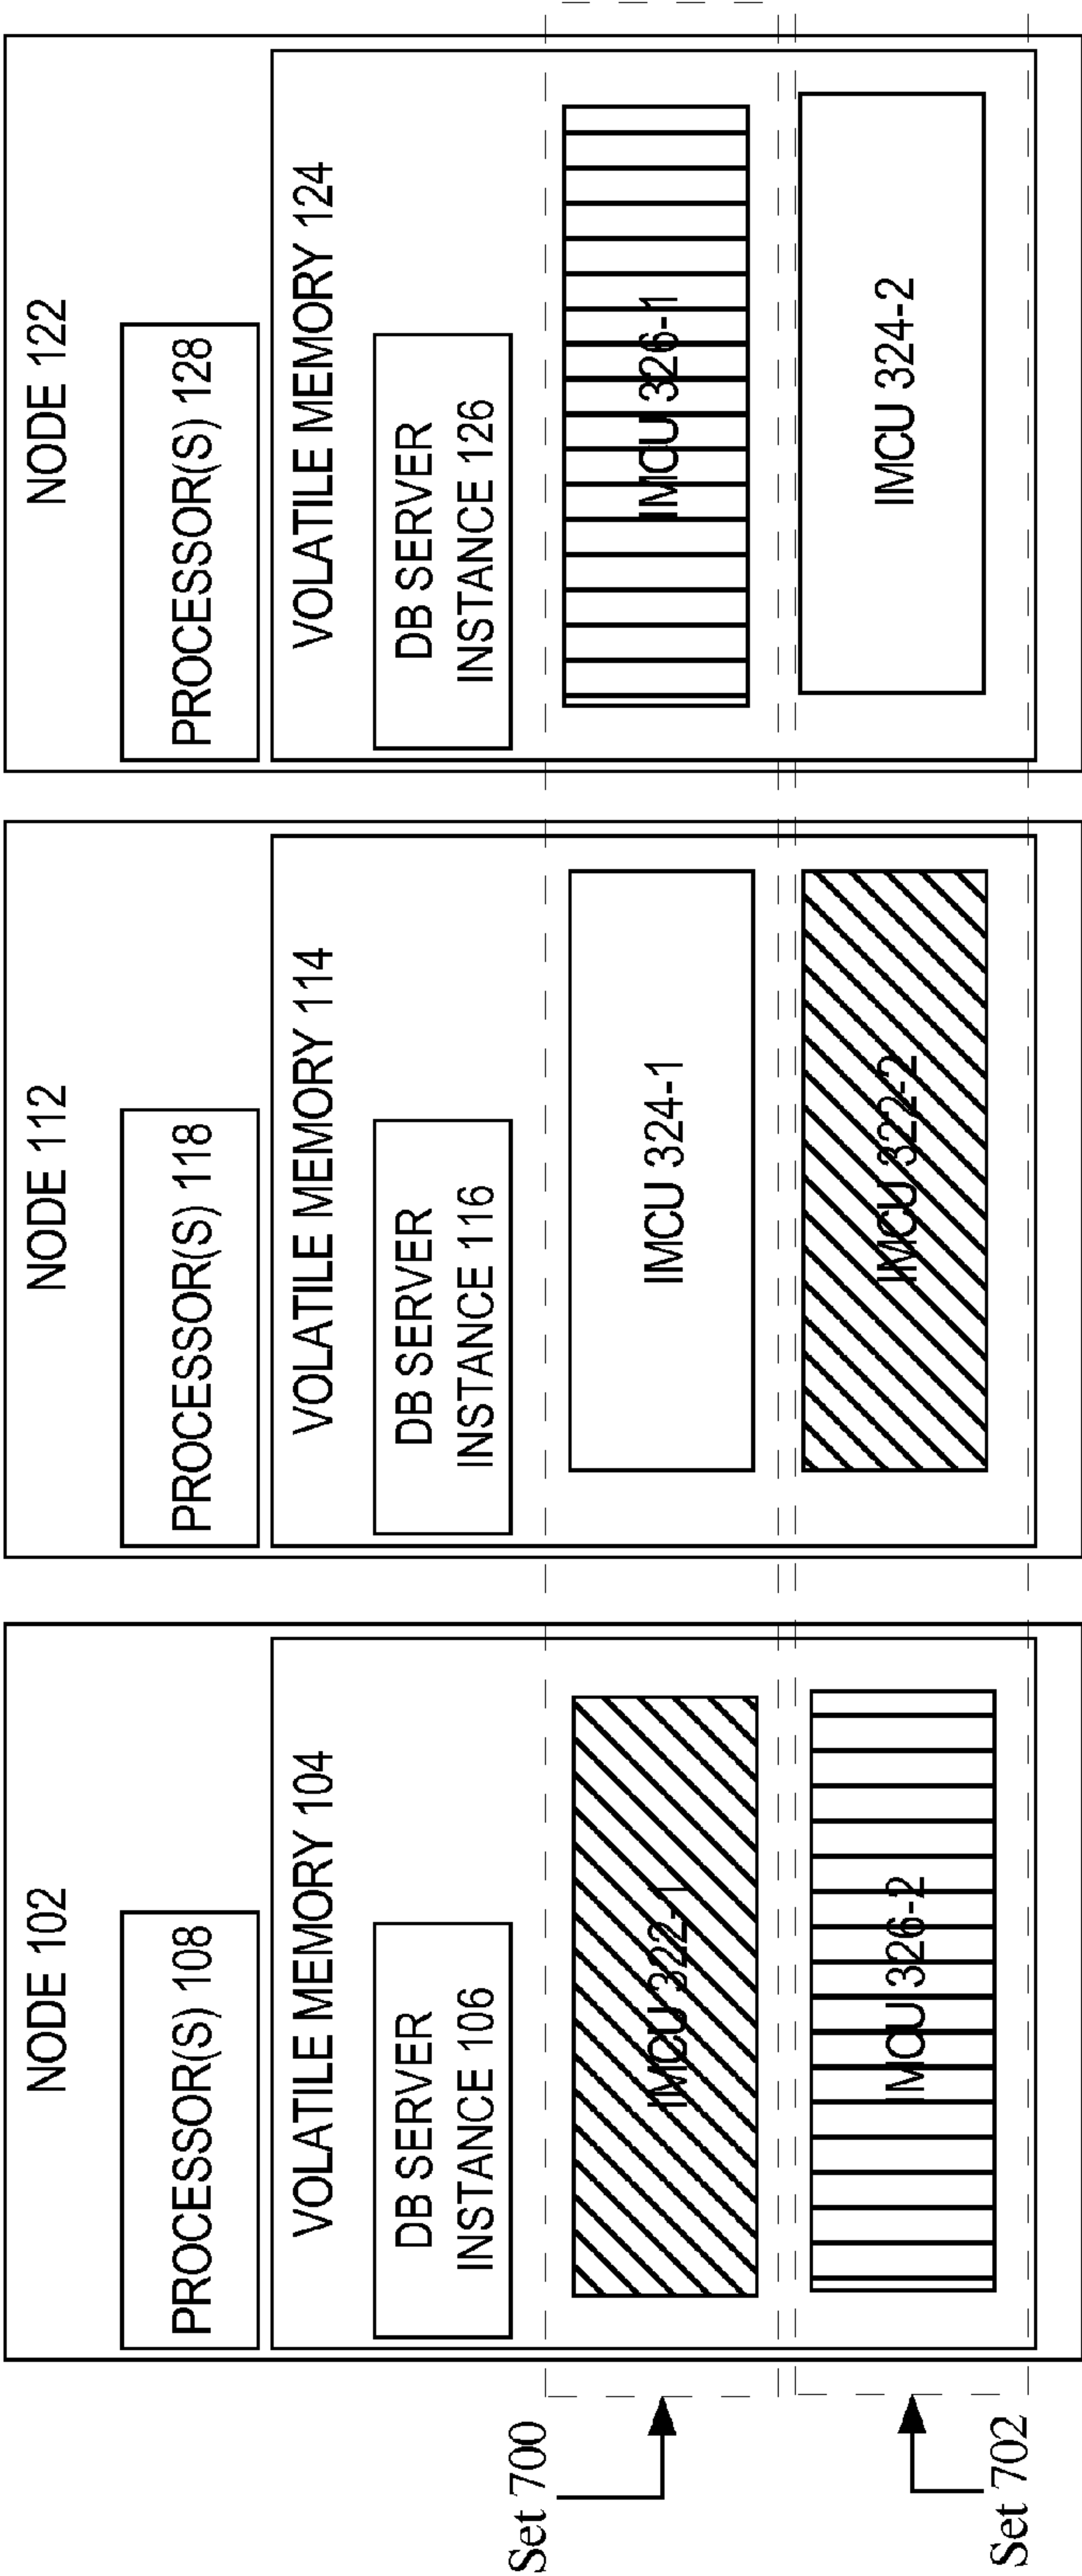 NODE 102
PROCESSOR(S) 108
VOLATILE MEMORY 104
DB SERVER
INSTANCE 106
IMCU 322-1
IMCU 326-2
NODE 112
PROCESSOR(S) 118
VOLATILE MEMORY 114
DB SERVER
INSTANCE 116
IMCU 324-1
IMCU 322-2
NODE 122
PROCESSOR(S) 128
VOLATILE MEMORY 124
DB SERVER
INSTANCE 126
IMCU 326-1
IMCU 324-2
Set 700
Set 702